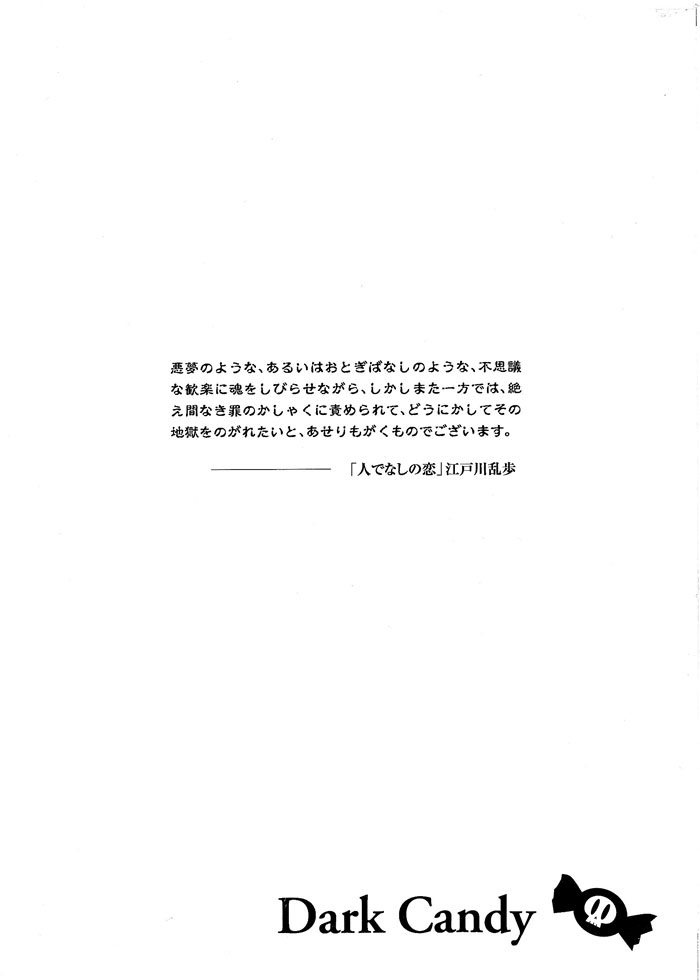 悪夢のような、あるいはおとぎばなしのような、不思議
な歓楽に魂をしびらせながら、しかしまた一方では、絶
え間なき罪のかしゃくに責められて、どうにかしてその
地獄をのがれたいと、あせりもがくものでございます。
「人でなしの恋」江戸川乱歩
Dark Candy